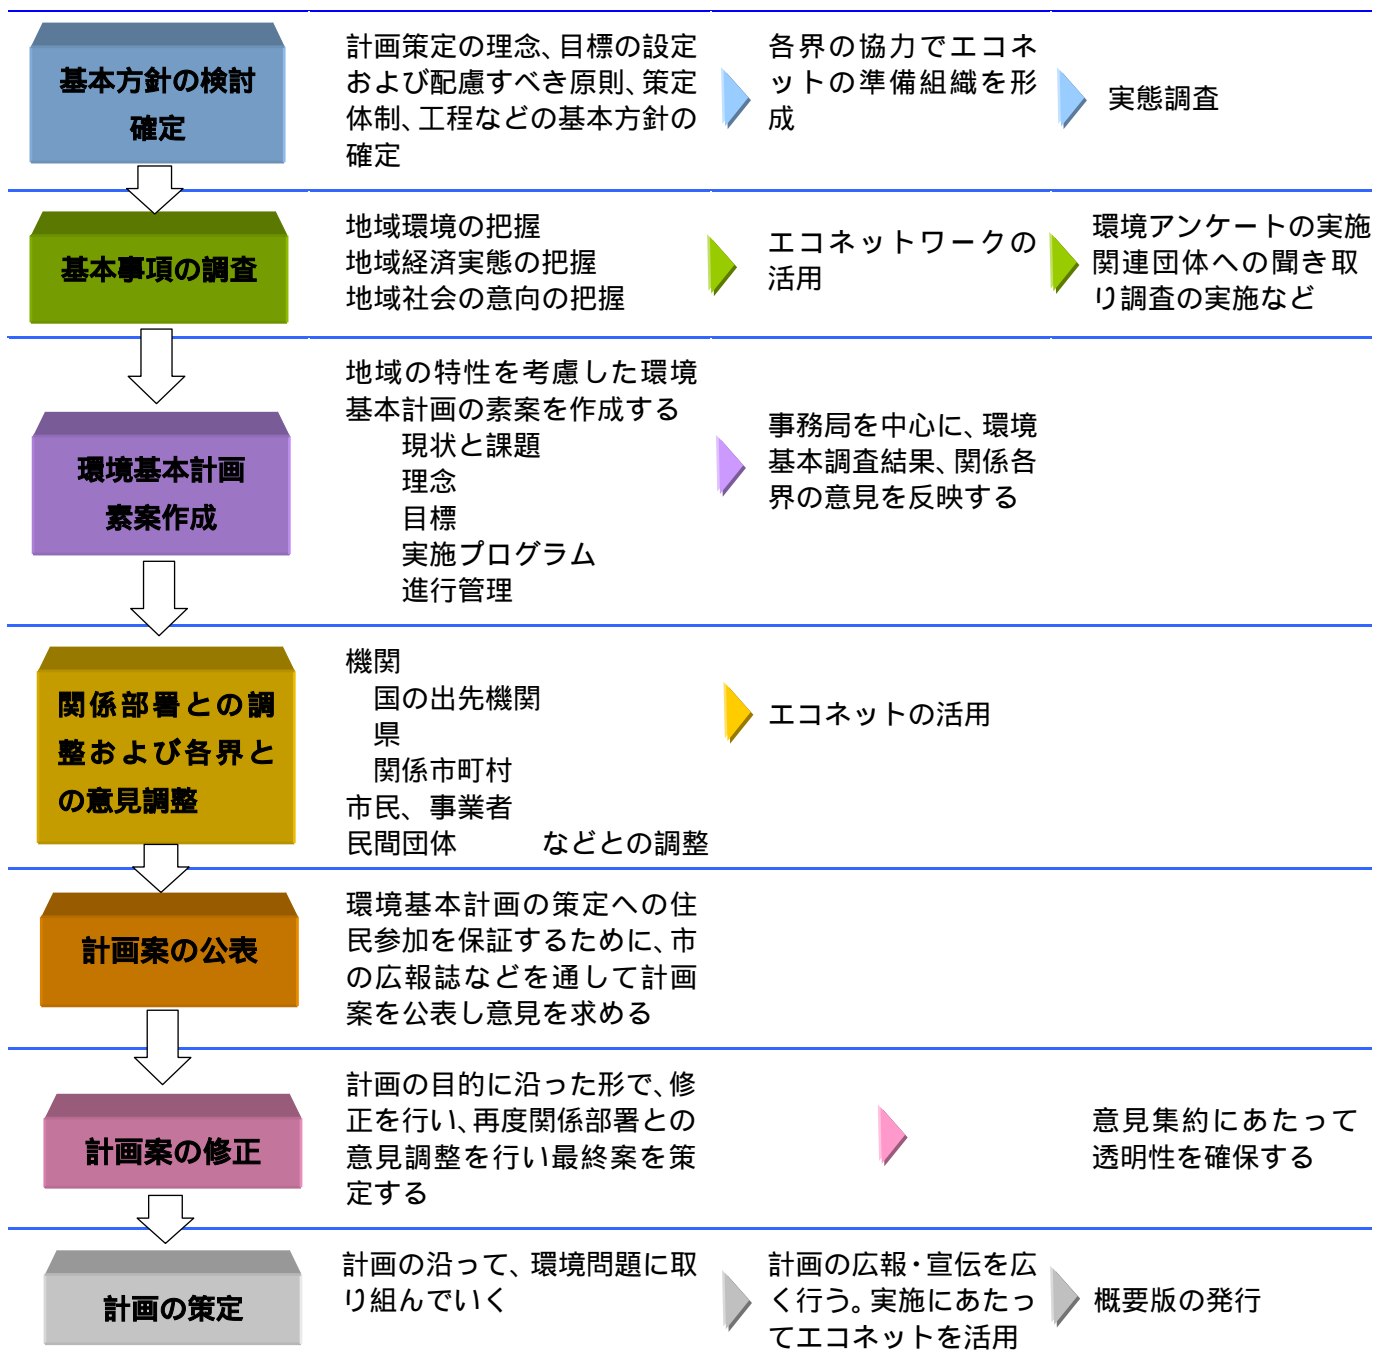 基本方針の検討
確定
計画策定の理念、目標の設定
および配慮すべき原則、策定
体制、工程などの基本方針の
確定
各界の協力でエコネ
ットの準備組織を形
成
実態調査
基本事項の調査
地域環境の把握
地域経済実態の把握
地域社会の意向の把握
エコネットワークの
活用
環境アンケートの実施
関連団体への聞き取
り調査の実施など
環境基本計画
素案作成
地域の特性を考慮した環境
基本計画の素案を作成する
現状と課題
理念
目標
実施プログラム
進行管理
事務局を中心に、環境
基本調査結果、関係各
界の意見を反映する
関係部署との調
整および各界と
の意見調整
機関
国の出先機関
県
関係市町村
市民、事業者
民間団体　　　などとの調整
エコネットの活用
計画案の公表
環境基本計画の策定への住
民参加を保証するために、市
の広報誌などを通して計画
案を公表し意見を求める
計画案の修正
計画の目的に沿った形で、修
正を行い、再度関係部署との
意見調整を行い最終案を策
定する
意見集約にあたって
透明性を確保する
計画の策定
計画の沿って、環境問題に取
り組んでいく
計画の広報・宣伝を広
く行う。実施にあたっ
てエコネットを活用
概要版の発行